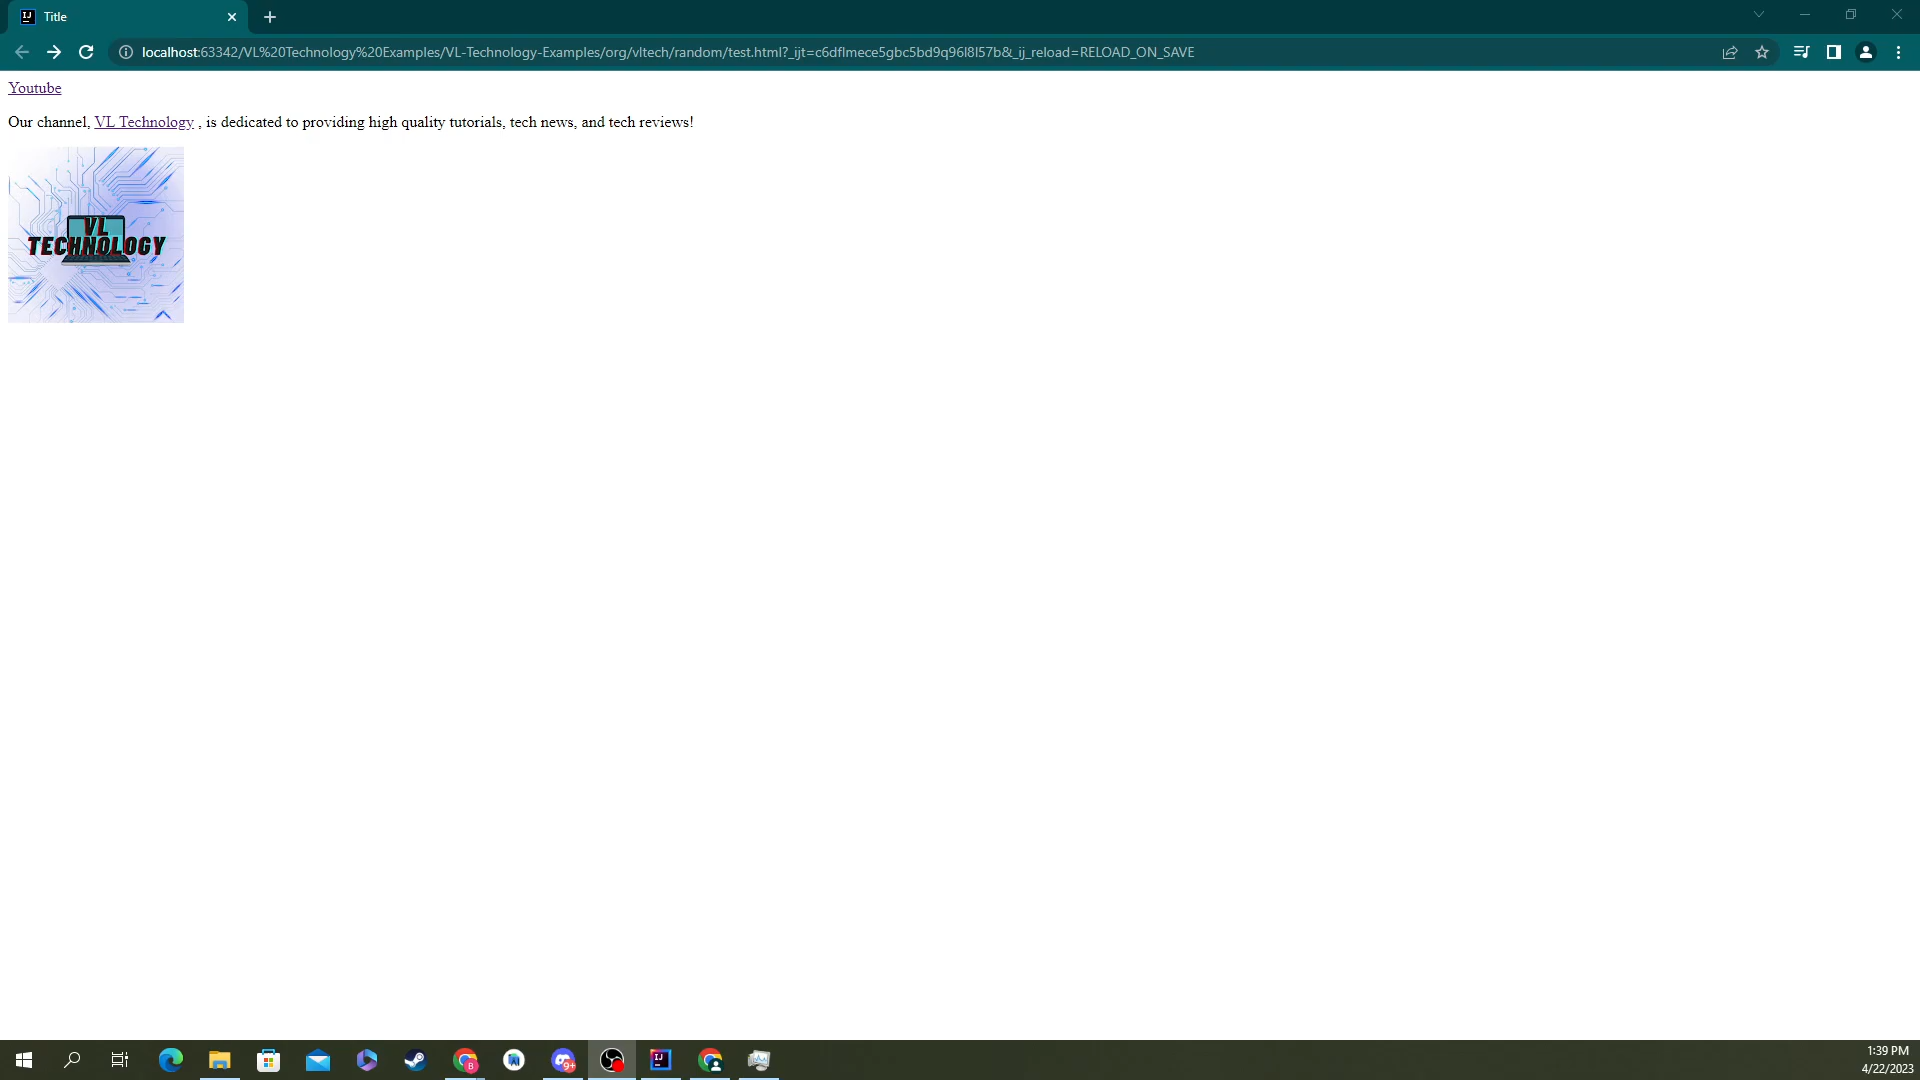 Title
localhost:63342/VL%20Technology%20Examples/VL-Technology-Examples/org/vltech/random/test.html?_ijt=c6dflmece5gbc5bd9q96l8l57b&_ij_reload=RELOAD_ON_SAVE
Youtube
Our channel, VL Technology , is dedicated to providing high quality tutorials, tech news, and tech reviews!
VL
TECHNOLOGY
B
9+
IJ
1:39 PM
4/22/2023